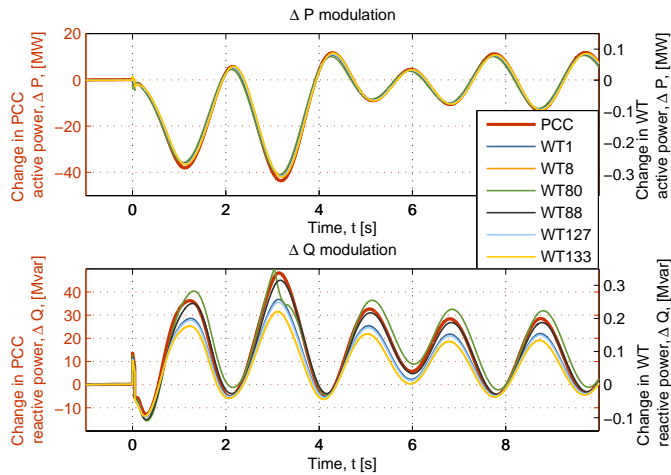 Δ P modulation
Change in PCC
active power, Δ P, [MW]
20
0
−20
−40
0.1
0
−0.1
−0.2
−0.3
Change in WT
active power, Δ P, [MW]
0 2 4 6 8
Time, t [s]
PCC
WT1
WT8
WT80
WT88
WT127
WT133
Δ Q modulation
Change in PCC
reactive power, Δ Q, [Mvar]
40
30
20
10
0
−10
0.3
0.2
0.1
0
−0.1
Change in WT
reactive power, Δ Q, [Mvar]
0 2 4 6 8
Time, t [s]